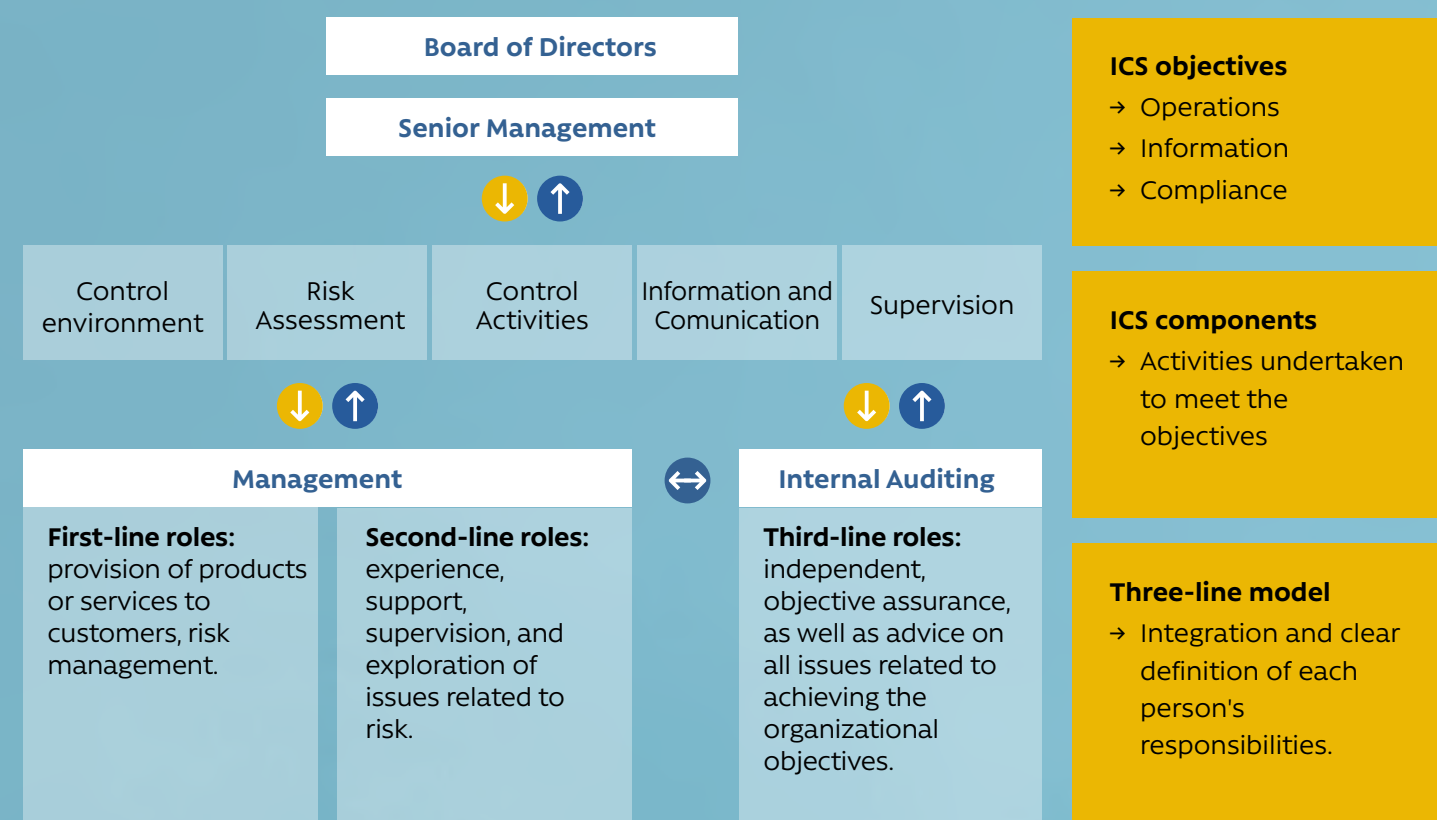 Board of Directors
Senior Management
↓ ↑
Control
environment
Risk
Assessment
Control
Activities
Information and
Comunication
Supervision
↓ ↑
↓ ↑
Management
↔
Internal Auditing
First-line roles:
provision of products
or services to
customers, risk
management.
Second-line roles:
experience,
support,
supervision, and
exploration of
issues related to
risk.
Third-line roles:
independent,
objective assurance,
as well as advice on
all issues related to
achieving the
organizational
objectives.
ICS objectives
→ Operations
→ Information
→ Compliance
ICS components
→ Activities undertaken
to meet the
objectives
Three-line model
→ Integration and clear
definition of each
person's
responsibilities.